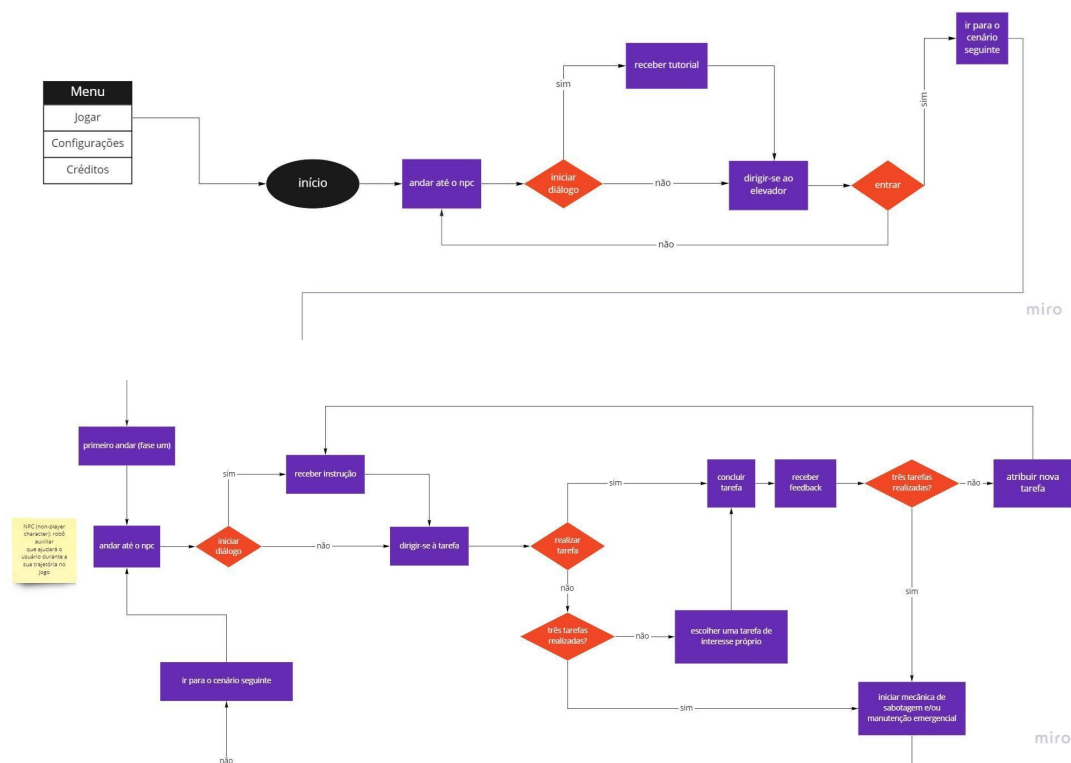 Menu
Jogar
Configurações
Créditos
início
andar até o npc
iniciar
diálogo
sim
receber tutorial
não
dirigir-se ao
elevador
entrar
sim
ir para o
cenário
seguinte
não
miro
primeiro andar (fase um)
NPC (non-player
character): robô
auxiliar
que ajudará o
usuário durante a
sua trajetória no
jogo
andar até o npc
iniciar
diálogo
sim
receber instrução
não
dirigir-se à tarefa
realizar
tarefa
sim
concluir
tarefa
receber
feedback
três tarefas
realizadas?
não
atribuir nova
tarefa
não
três tarefas
realizadas?
não
escolher uma tarefa de
interesse próprio
sim
sim
iniciar mecânica de
sabotagem e/ou
manutenção emergencial
ir para o cenário seguinte
não
miro